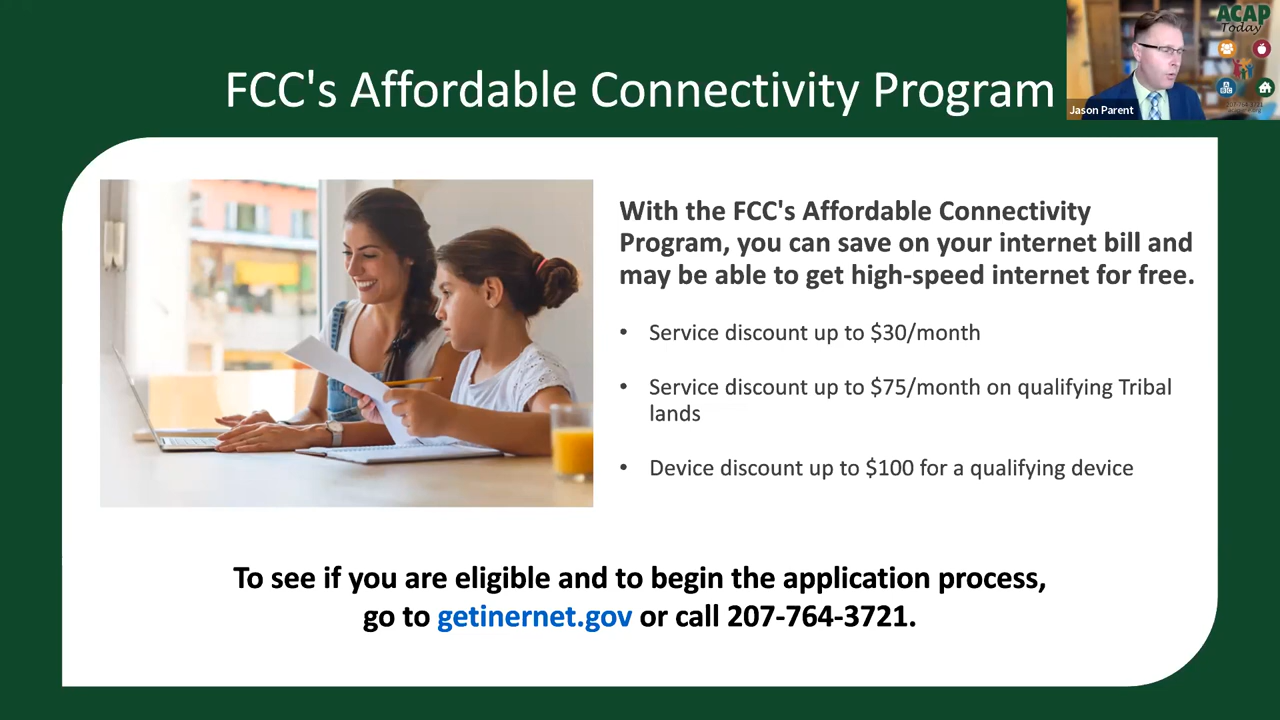 FCC's Affordable Connectivity Program
ACAP
Today
Jason Parent
With the FCC's Affordable Connectivity
Program, you can save on your internet bill and
may be able to get high-speed internet for free.
• Service discount up to $30/month
• Service discount up to $75/month on qualifying Tribal
lands
• Device discount up to $100 for a qualifying device
To see if you are eligible and to begin the application process,
go to getinernet.gov or call 207-764-3721.